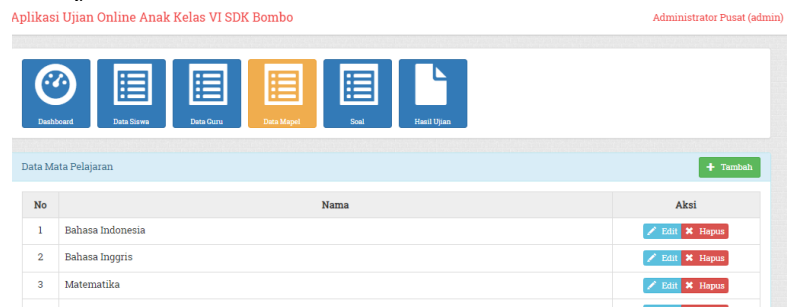 Aplikasi Ujian Online Anak Kelas VI SDK Bombo Administrator Pusat (admin)
Dashboard Data Siswa Data Guru Data Mapel Soal Hasil Ujian
Data Mata Pelajaran + Tambah
No Nama Aksi
1 Bahasa Indonesia Edit Hapus
2 Bahasa Inggris Edit Hapus
3 Matematika Edit Hapus